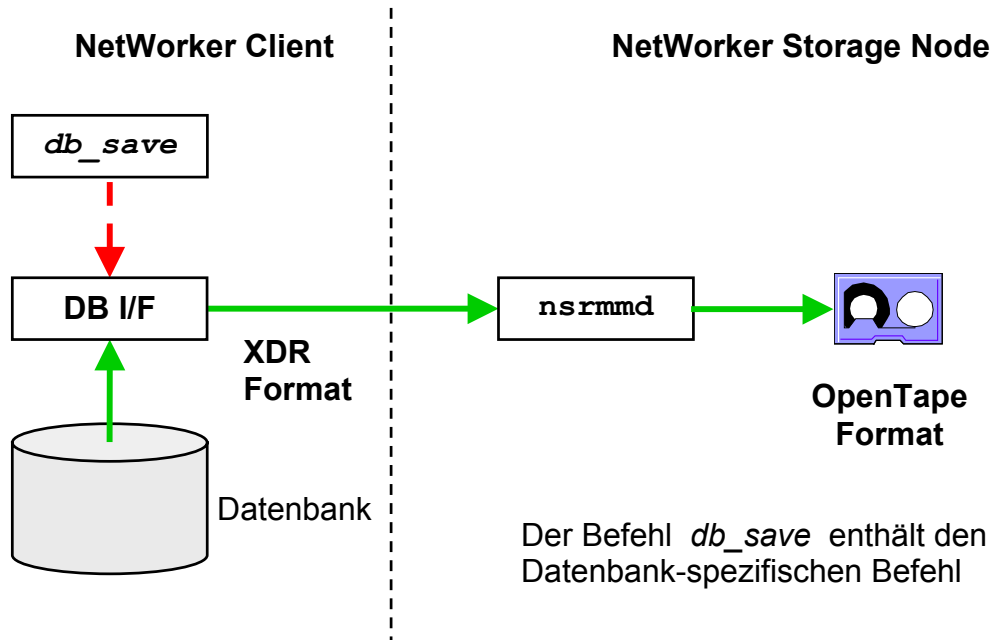 NetWorker Client
NetWorker Storage Node
db_save
DB I/F
nsrmmd
XDR
Format
OpenTape
Format
Datenbank
Der Befehl db_save enthält den
Datenbank-spezifischen Befehl